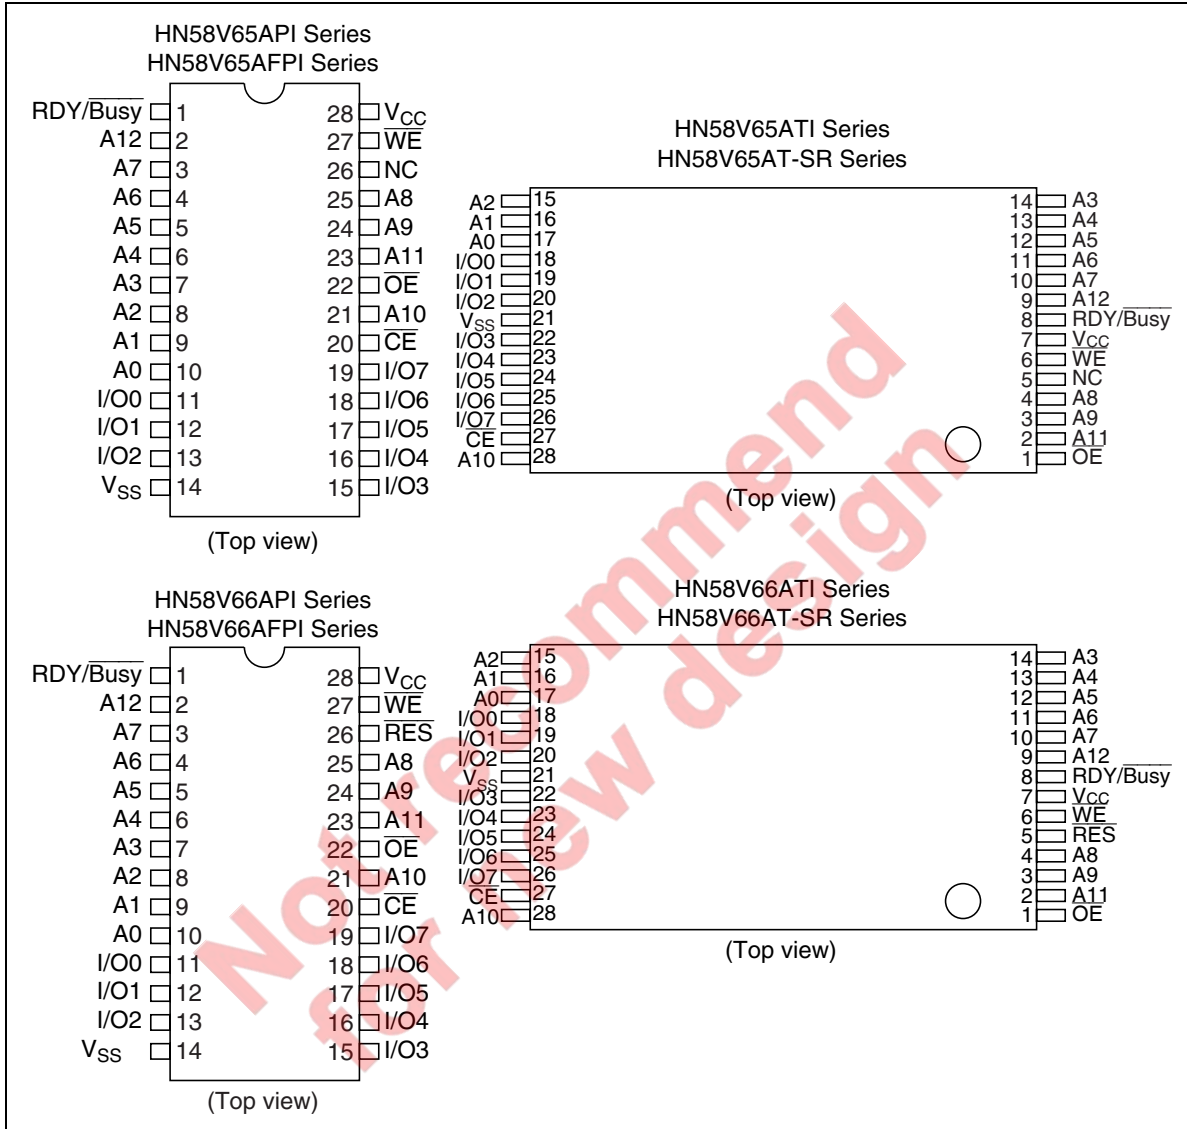 HN58V65API Series
HN58V65AFPI Series
RDY/Busy 1 28 VCC
A12 2 27 WE
A7 3 26 NC
A6 4 25 A8
A5 5 24 A9
A4 6 23 A11
A3 7 22 OE
A2 8 21 A10
A1 9 20 CE
A0 10 19 I/O7
I/O0 11 18 I/O6
I/O1 12 17 I/O5
I/O2 13 16 I/O4
VSS 14 15 I/O3
(Top view)
HN58V65ATI Series
HN58V65AT-SR Series
A2 15 14 A3
A1 16 13 A4
A0 17 12 A5
I/O0 18 11 A6
I/O1 19 10 A7
I/O2 20 9 A12
VSS 21 8 RDY/Busy
I/O3 22 7 VCC
I/O4 23 6 WE
I/O5 24 5 NC
I/O6 25 4 A8
I/O7 26 3 A9
CE 27 2 A11
A10 28 1 OE
(Top view)
HN58V66API Series
HN58V66AFPI Series
RDY/Busy 1 28 VCC
A12 2 27 WE
A7 3 26 RES
A6 4 25 A8
A5 5 24 A9
A4 6 23 A11
A3 7 22 OE
A2 8 21 A10
A1 9 20 CE
A0 10 19 I/O7
I/O0 11 18 I/O6
I/O1 12 17 I/O5
I/O2 13 16 I/O4
VSS 14 15 I/O3
(Top view)
HN58V66ATI Series
HN58V66AT-SR Series
A2 15 14 A3
A1 16 13 A4
A0 17 12 A5
I/O0 18 11 A6
I/O1 19 10 A7
I/O2 20 9 A12
VSS 21 8 RDY/Busy
I/O3 22 7 VCC
I/O4 23 6 WE
I/O5 24 5 RES
I/O6 25 4 A8
I/O7 26 3 A9
CE 27 2 A11
A10 28 1 OE
(Top view)
Not recommend
for new design